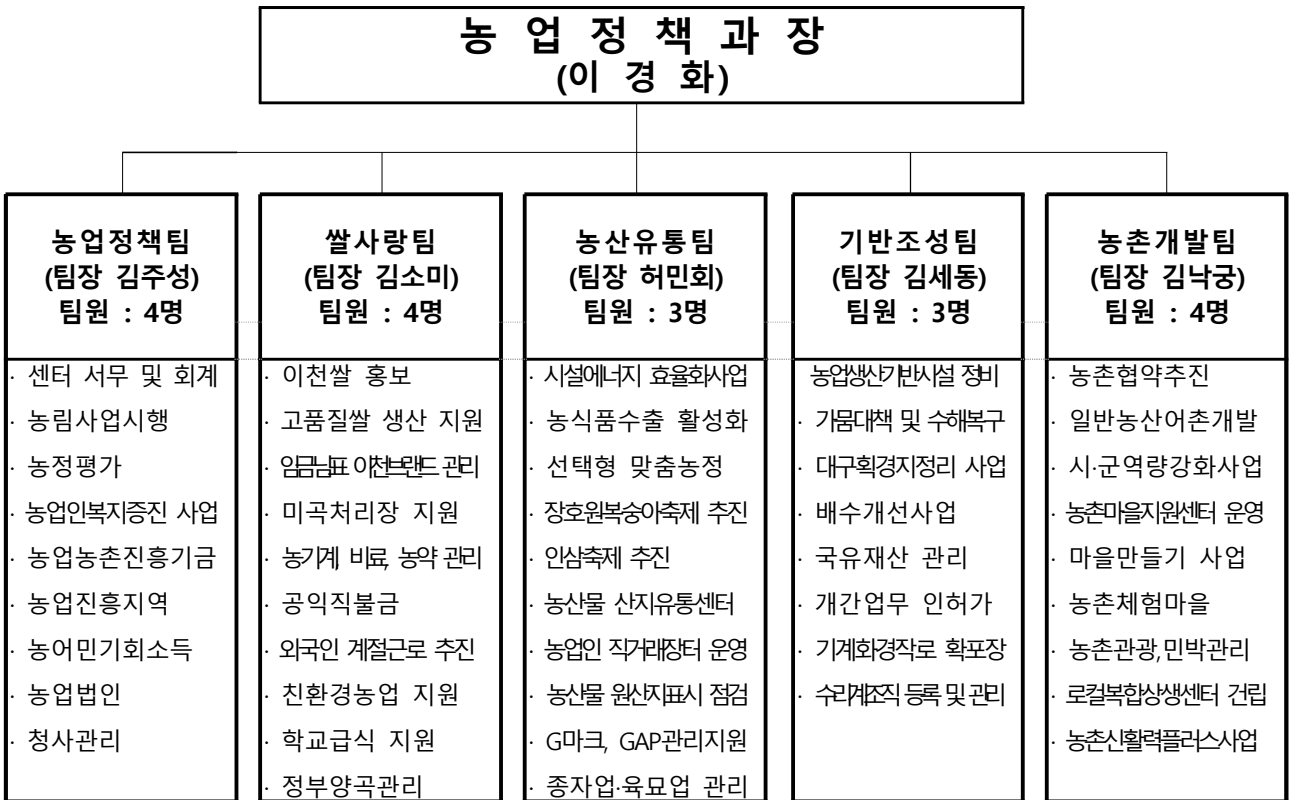 농 업 정 책 과 장
(이 경 화)
농업정책팀
(팀장 김주성)
팀원 : 4명
· 센터 서무 및 회계
· 농림사업시행
· 농정평가
· 농업인복지증진 사업
· 농업농촌진흥기금
· 농업진흥지역
· 농어민기회소득
· 농업법인
· 청사관리
쌀사랑팀
(팀장 김소미)
팀원 : 4명
· 이천쌀 홍보
· 고품질쌀 생산 지원
· 임금님표 이천브랜드 관리
· 미곡처리장 지원
· 농기계, 비료, 농약 관리
· 공익직불금
· 외국인 계절근로 추진
· 친환경농업 지원
· 학교급식 지원
· 정부양곡관리
농산유통팀
(팀장 허민회)
팀원 : 3명
· 시설에너지 효율화사업
· 농식품수출 활성화
· 선택형 맞춤농정
· 장호원복숭아축제 추진
· 인삼축제 추진
· 농산물 산지유통센터
· 농업인 직거래장터 운영
· 농산물 원산지표시 점검
· G마크, GAP관리지원
· 종자업·육묘업 관리
기반조성팀
(팀장 김세동)
팀원 : 3명
농업생산기반시설 정비
· 가뭄대책 및 수해복구
· 대구획경지정리 사업
· 배수개선사업
· 국유재산 관리
· 개간업무 인허가
· 기계화경작로 확포장
· 수리계조직 등록 및 관리
농촌개발팀
(팀장 김낙궁)
팀원 : 4명
· 농촌협약추진
· 일반농산어촌개발
· 시·군역량강화사업
· 농촌마을지원센터 운영
· 마을만들기 사업
· 농촌체험마을
· 농촌관광,민박관리
· 로컬복합상생센터 건립
· 농촌신활력플러스사업